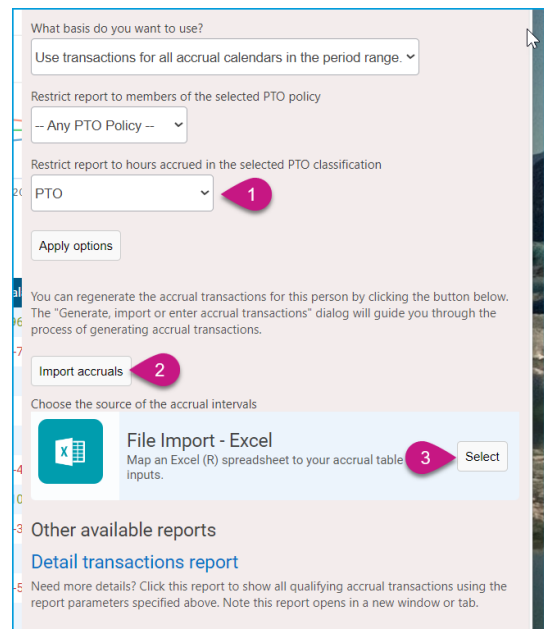 What basis do you want to use?
Use transactions for all accrual calendars in the period range.
Restrict report to members of the selected PTO policy
-- Any PTO Policy --
Restrict report to hours accrued in the selected PTO classification
PTO
1
Apply options
You can regenerate the accrual transactions for this person by clicking the button below.
The "Generate, import or enter accrual transactions" dialog will guide you through the
process of generating accrual transactions.
Import accruals
2
Choose the source of the accrual intervals
File Import - Excel
Map an Excel (R) spreadsheet to your accrual table
inputs.
3
Select
Other available reports
Detail transactions report
Need more details? Click this report to show all qualifying accrual transactions using the
report parameters specified above. Note this report opens in a new window or tab.